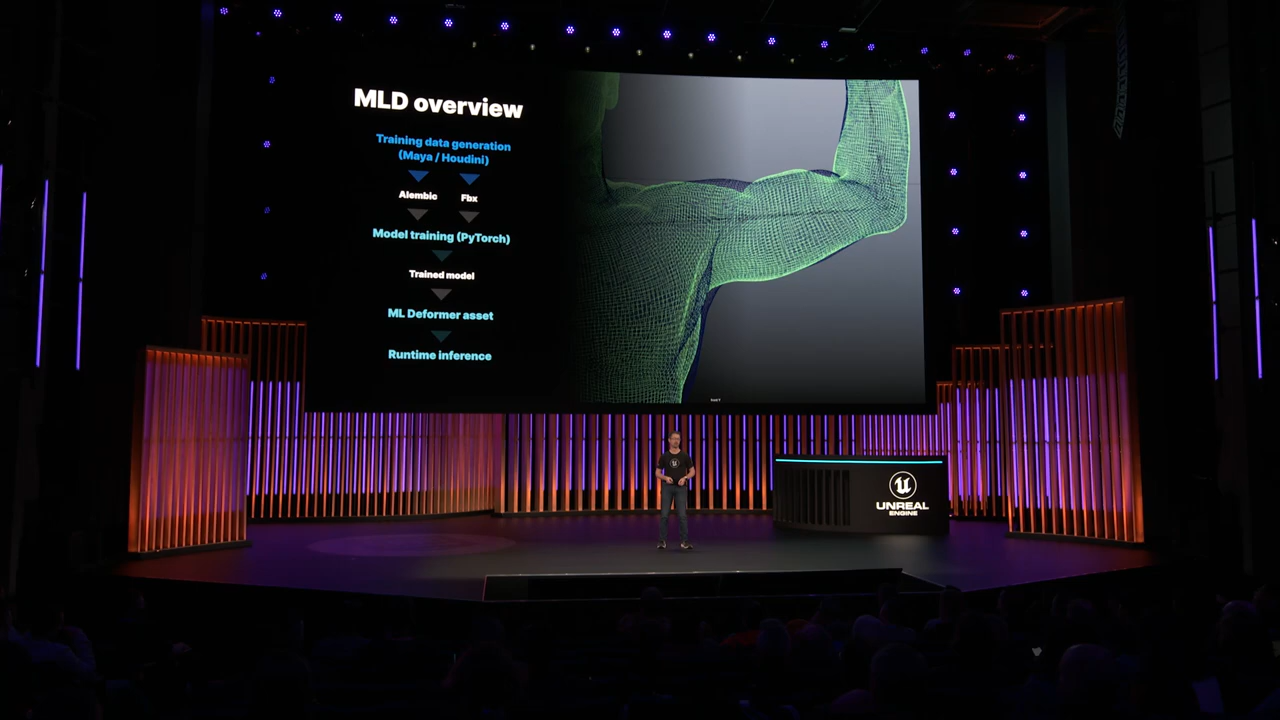 MLD overview
Training data generation
(Maya / Houdini)
Alembic Fbx
Model training (PyTorch)
Trained model
ML Deformer asset
Runtime inference
UNREAL
ENGINE